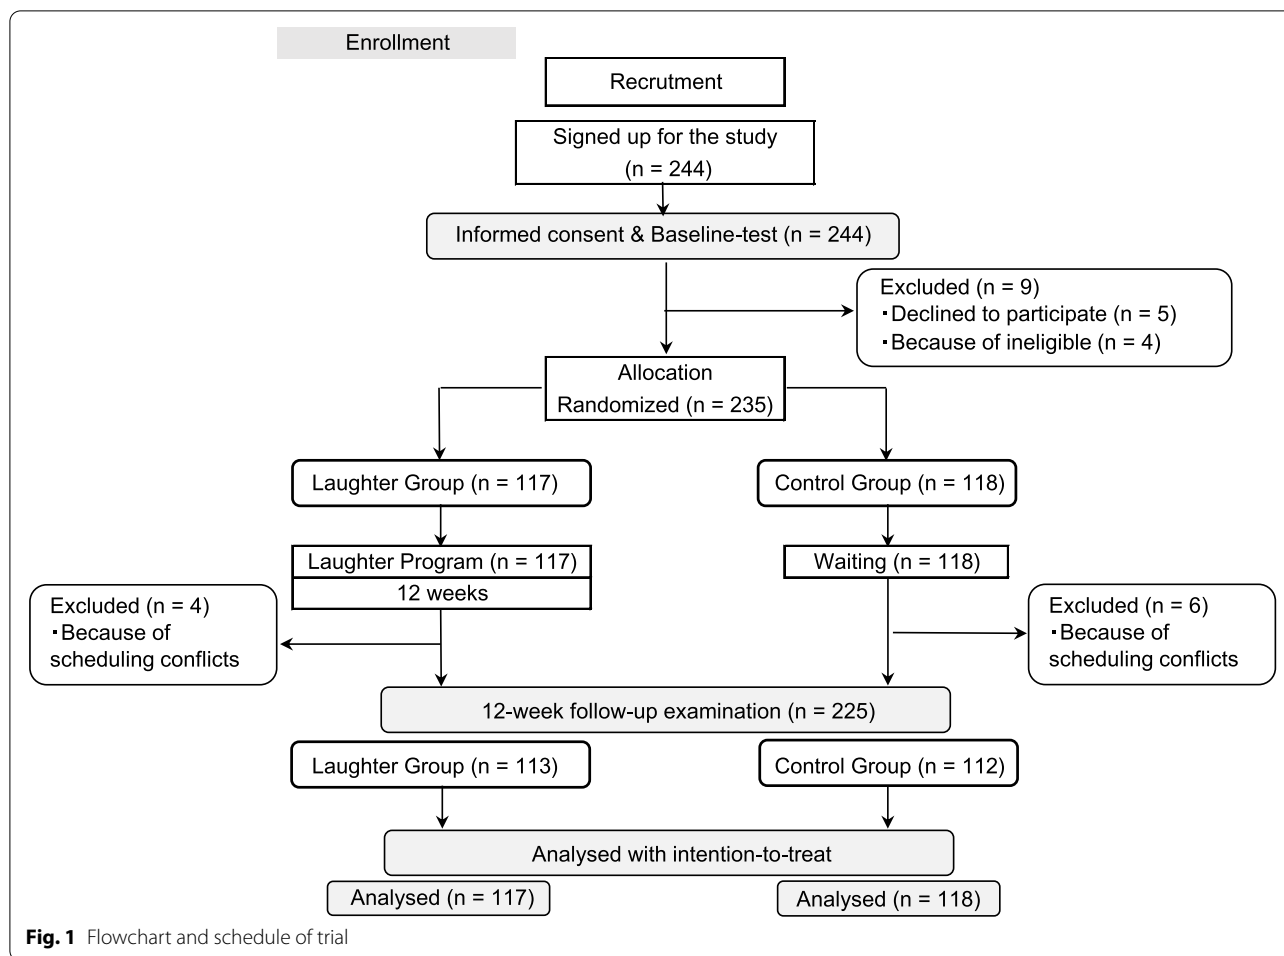 Enrollment
Recrutment
Signed up for the study
(n = 244)
Informed consent & Baseline-test (n = 244)
Excluded (n = 9)
・Declined to participate (n = 5)
・Because of ineligible (n = 4)
Allocation
Randomized (n = 235)
Laughter Group (n = 117)
Control Group (n = 118)
Laughter Program (n = 117)
12 weeks
Waiting (n = 118)
Excluded (n = 4)
・Because of
scheduling conflicts
Excluded (n = 6)
・Because of
scheduling conflicts
12-week follow-up examination (n = 225)
Laughter Group (n = 113)
Control Group (n = 112)
Analysed with intention-to-treat
Analysed (n = 117)
Analysed (n = 118)
Fig. 1 Flowchart and schedule of trial